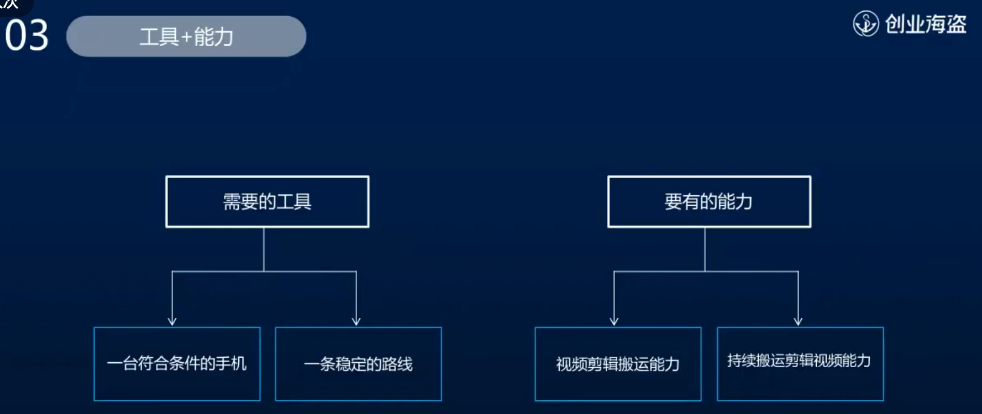 次
03
工具+能力
创业海盗
需要的工具
要有的能力
一台符合条件的手机
一条稳定的路线
视频剪辑搬运能力
持续搬运剪辑视频能力